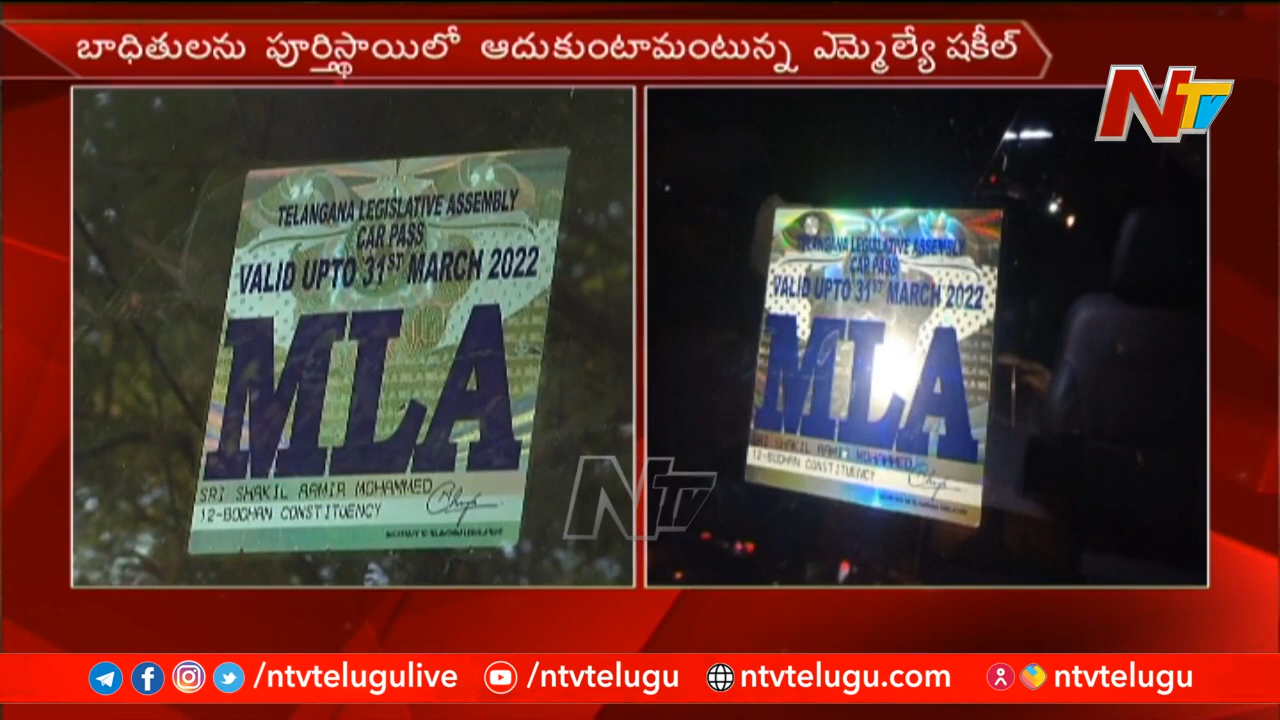 బాధితులను పూర్తిస్థాయిలో ఆదుకుంటామంటున్న ఎమ్మెల్యే షకీల్
NTV
TELANGANA LEGISLATIVE ASSEMBLY
CAR PASS
VALID UPTO 31ST MARCH 2022
MLA
SRI SHAKIL AAMIR MOHAMMED
12-BODHAN CONSTITUENCY
TELANGANA LEGISLATIVE ASSEMBLY
CAR PASS
VALID UPTO 31ST MARCH 2022
MLA
SRI SHAKIL AAMIR MOHAMMED
12-BODHAN CONSTITUENCY
NTV
/ntvtelugulive /ntvtelugu ntvtelugu.com ntvtelugu